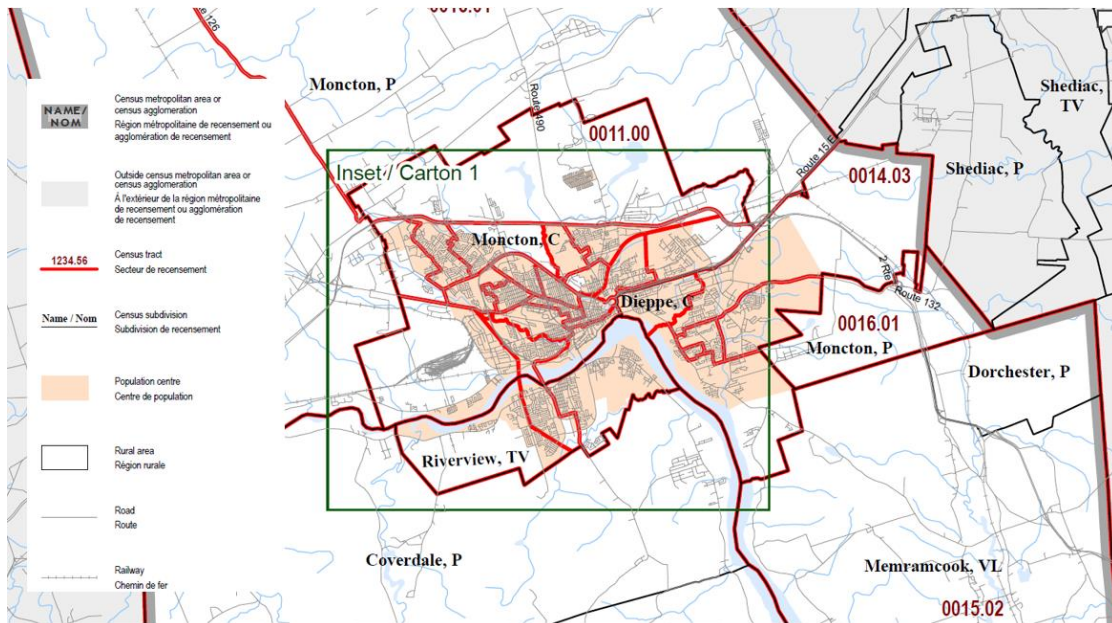 Route 126
Moncton, P
Route 490
0011.00
Inset / Carton 1
Moncton, C
Dieppe, C
Riverview, TV
Coverdale, P
Route 15 E
0014.03
Shediac, P
Shediac,
TV
2 Rte
Route 132
0016.01
Moncton, P
Dorchester, P
Memramcook, VL
0015.02
NAME/
NOM
Census metropolitan area or
census agglomeration
Région métropolitaine de recensement ou
agglomération de recensement
Outside census metropolitan area or
census agglomeration
À l'extérieur de la région métropolitaine
de recensement ou agglomération
de recensement
1234.56
Census tract
Secteur de recensement
Name / Nom
Census subdivision
Subdivision de recensement
Population centre
Centre de population
Rural area
Région rurale
Road
Route
Railway
Chemin de fer